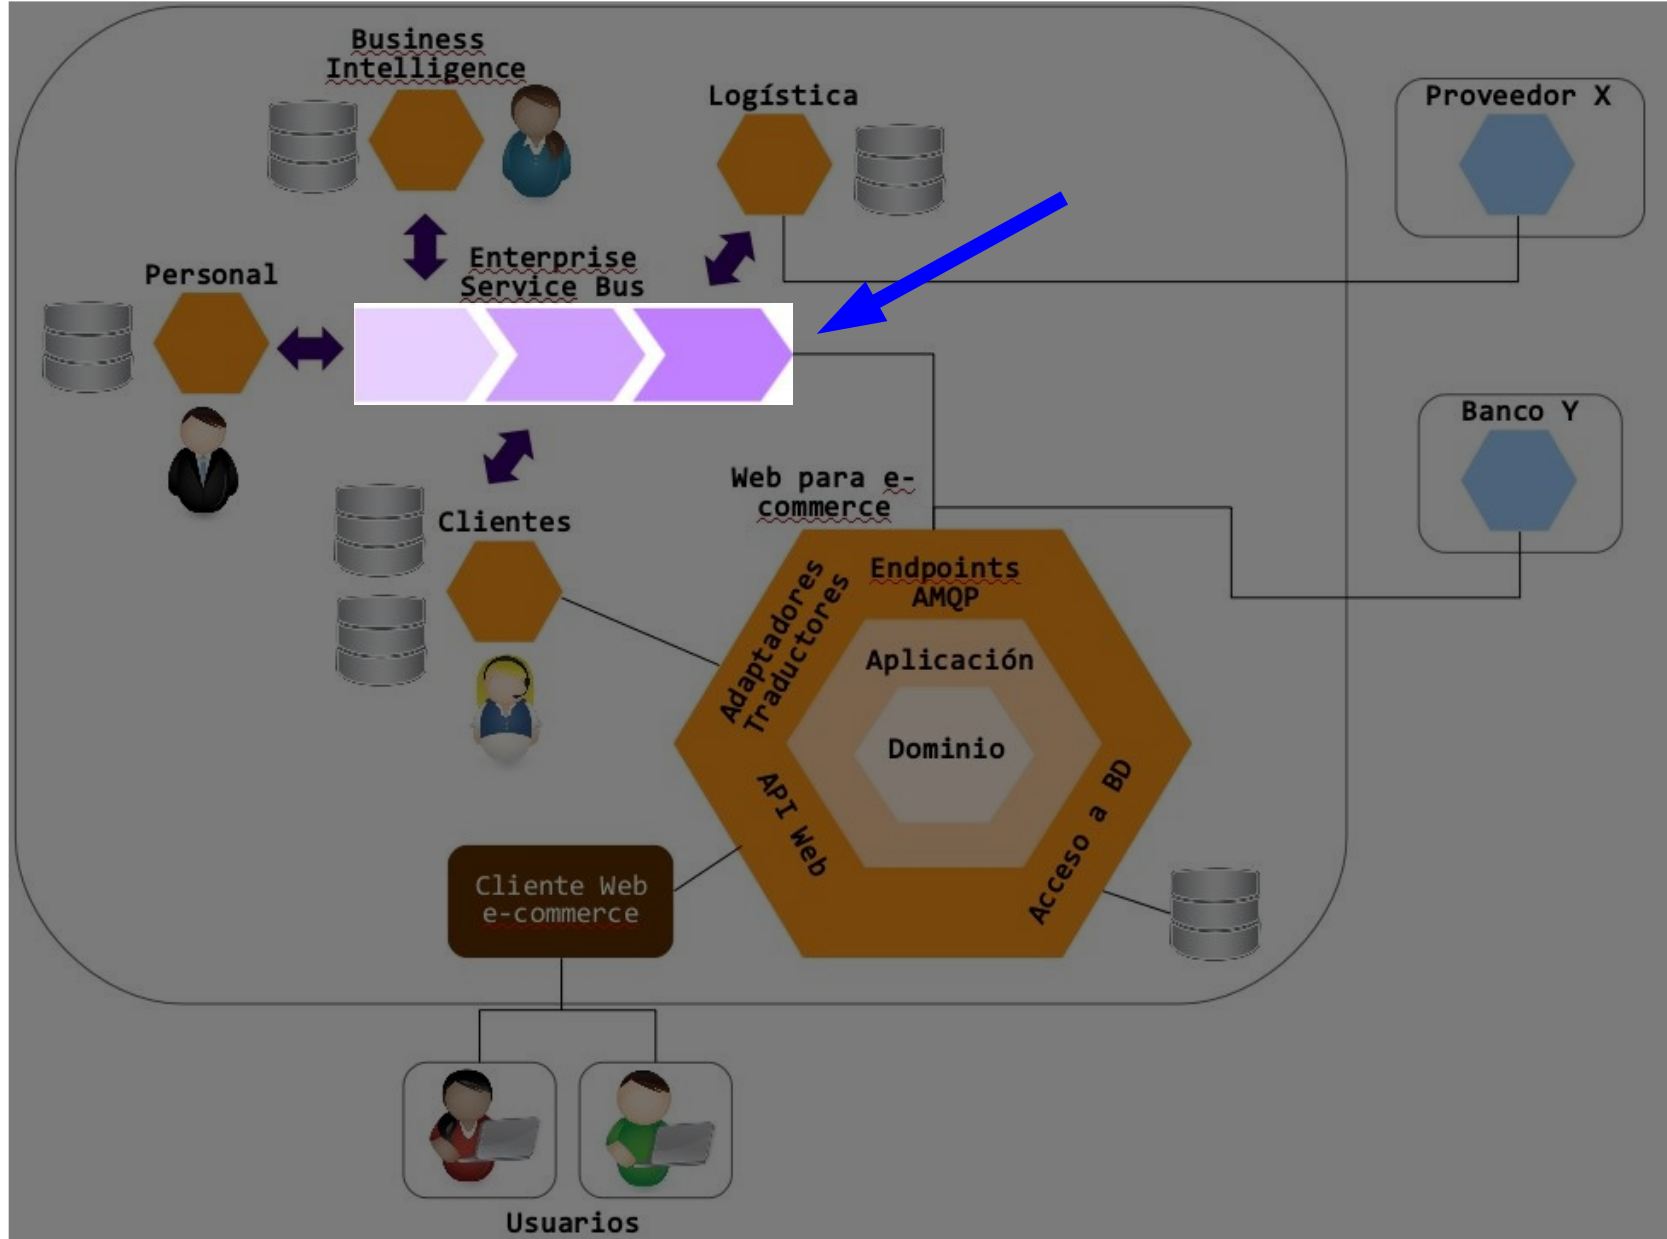 Business
Intelligence
Logística
Proveedor X
Enterprise
Service Bus
Personal
Banco Y
Web para e-
commerce
Clientes
Endpoints
AMQP
Adaptadores
Traductores
Aplicación
Dominio
API Web
Acceso a BD
Cliente Web
e-commerce
Usuarios